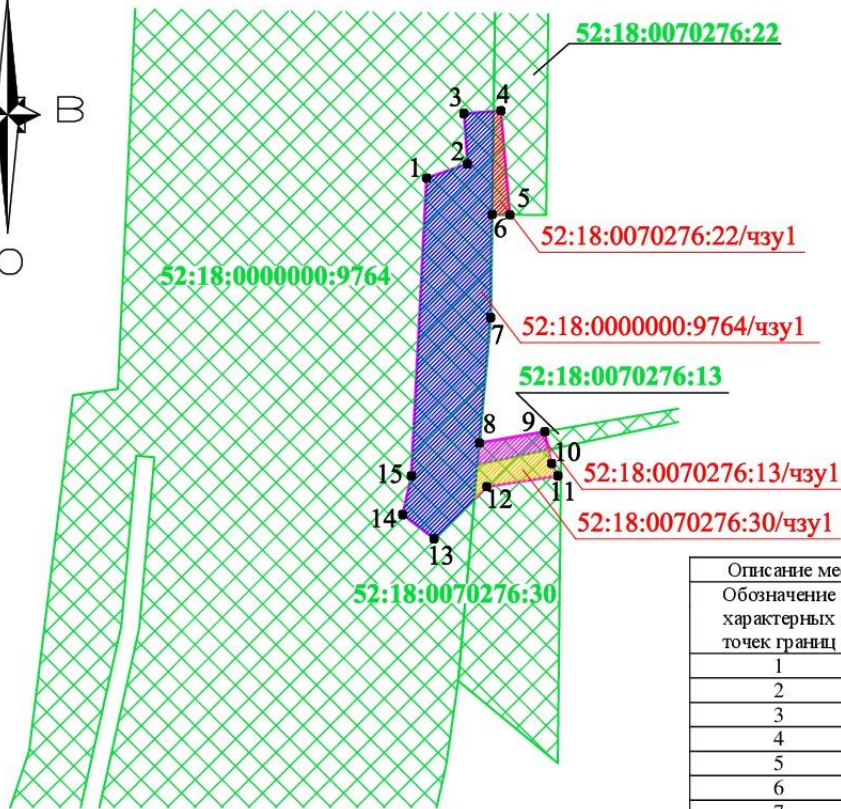 52:18:0070276:22
В
3
4
2
1
5
6
О
52:18:0070276:22/чзу1
52:18:0000000:9764
52:18:0000000:9764/чзу1
7
52:18:0070276:13
8
9
10
15
52:18:0070276:13/чзу1
11
12
14
52:18:0070276:30/чзу1
13
52:18:0070276:30
Описание ме
Обозначение
характерных
точек границ
1
2
3
4
5
6
7